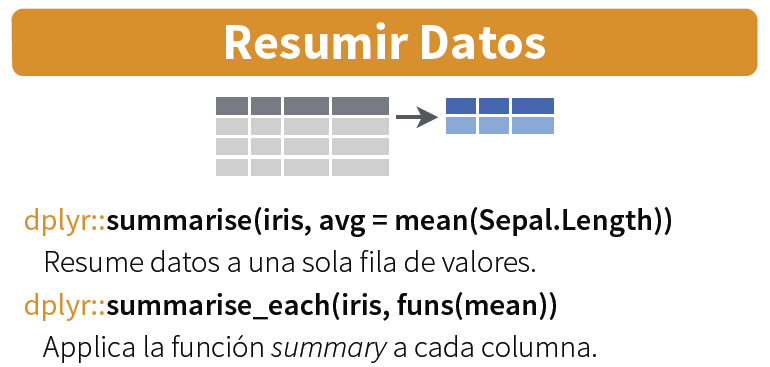 Resumir Datos
dplyr::summarise(iris, avg = mean(Sepal.Length))
Resume datos a una sola fila de valores.
dplyr::summarise_each(iris, funs(mean))
Applica la función summary a cada columna.